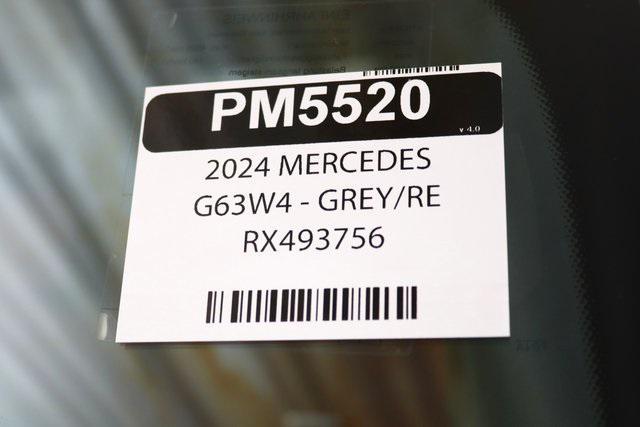 PM5520
v 4.0
2024 MERCEDES
G63W4 - GREY/RE
RX493756